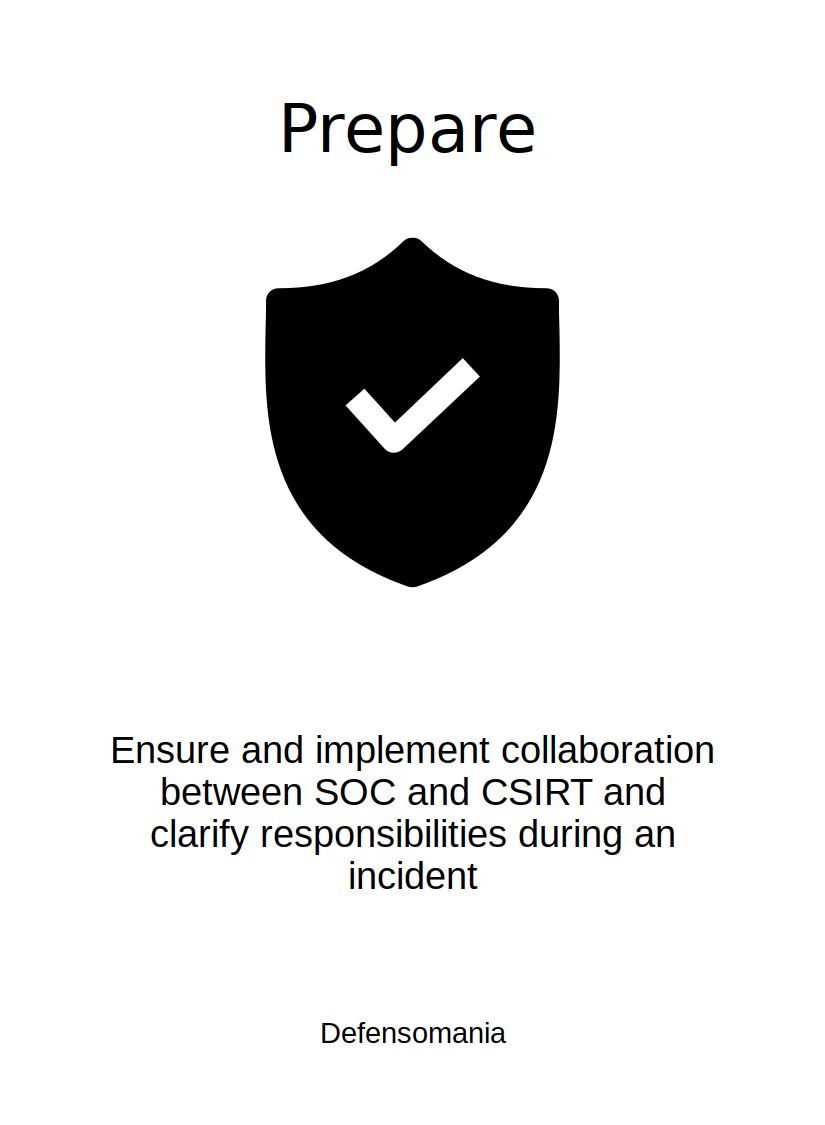 Prepare
Ensure and implement collaboration
between SOC and CSIRT and
clarify responsibilities during an
incident
Defensomania